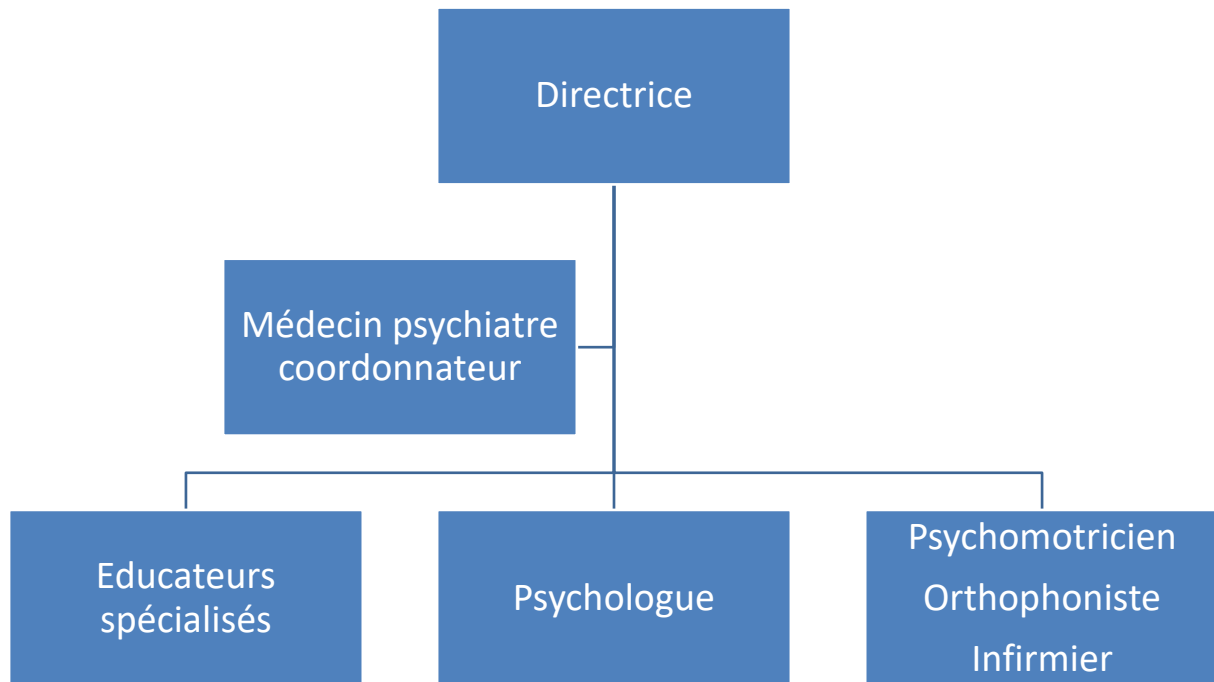 Directrice
Médecin psychiatre
coordonnateur
Educateurs
spécialisés
Psychologue
Psychomotricien
Orthophoniste
Infirmier